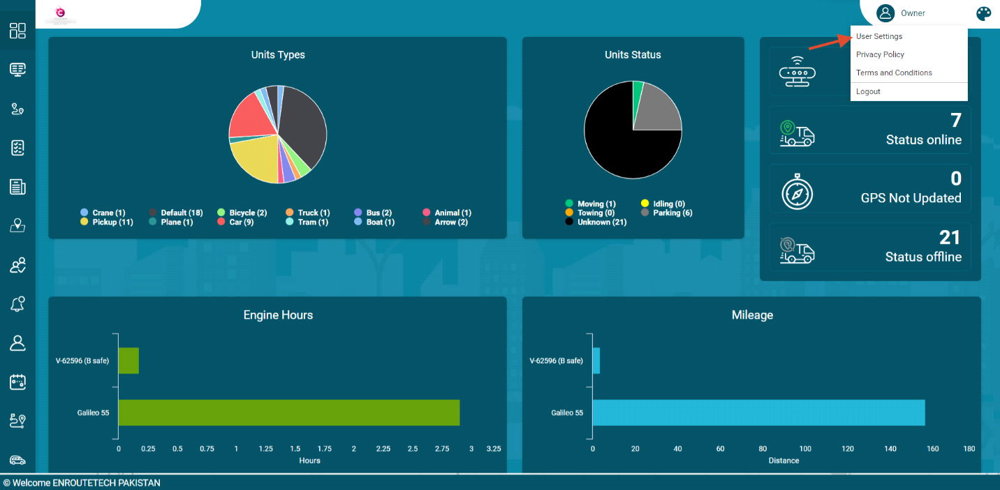 Owner
User Settings
Privacy Policy
Terms and Conditions
Logout
Units Types
Crane (1) Default (18) Bicycle (2) Truck (1) Bus (2) Animal (1)
Pickup (11) Plane (1) Car (9) Tram (1) Boat (1) Arrow (2)
Units Status
Moving (1) Idling (0)
Towing (0) Parking (6)
Unknown (21)
7
Status online
0
GPS Not Updated
21
Status offline
Engine Hours
V-62596 (B safe)
Galileo 55
0 0.25 0.5 0.75 1 1.25 1.5 1.75 2 2.25 2.5 2.75 3 3.25
Hours
Mileage
V-62596 (B safe)
Galileo 55
0 20 40 60 80 100 120 140 160 180
Distance
© Welcome ENROUTETECH PAKISTAN